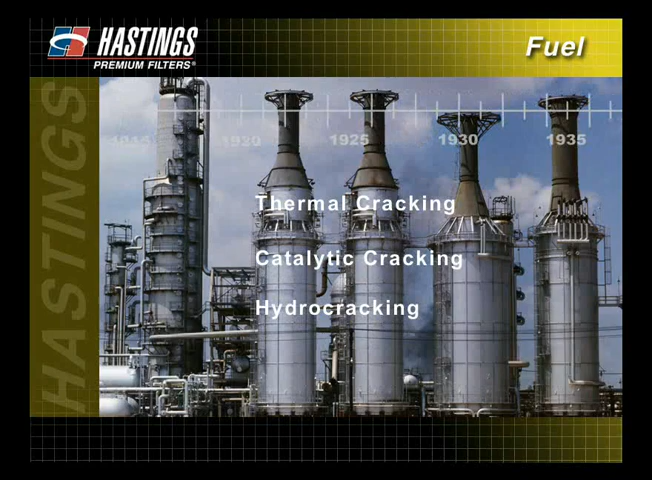 HASTINGS
PREMIUM FILTERS®
Fuel
HASTINGS
1915 1920 1925 1930 1935
Thermal Cracking
Catalytic Cracking
Hydrocracking